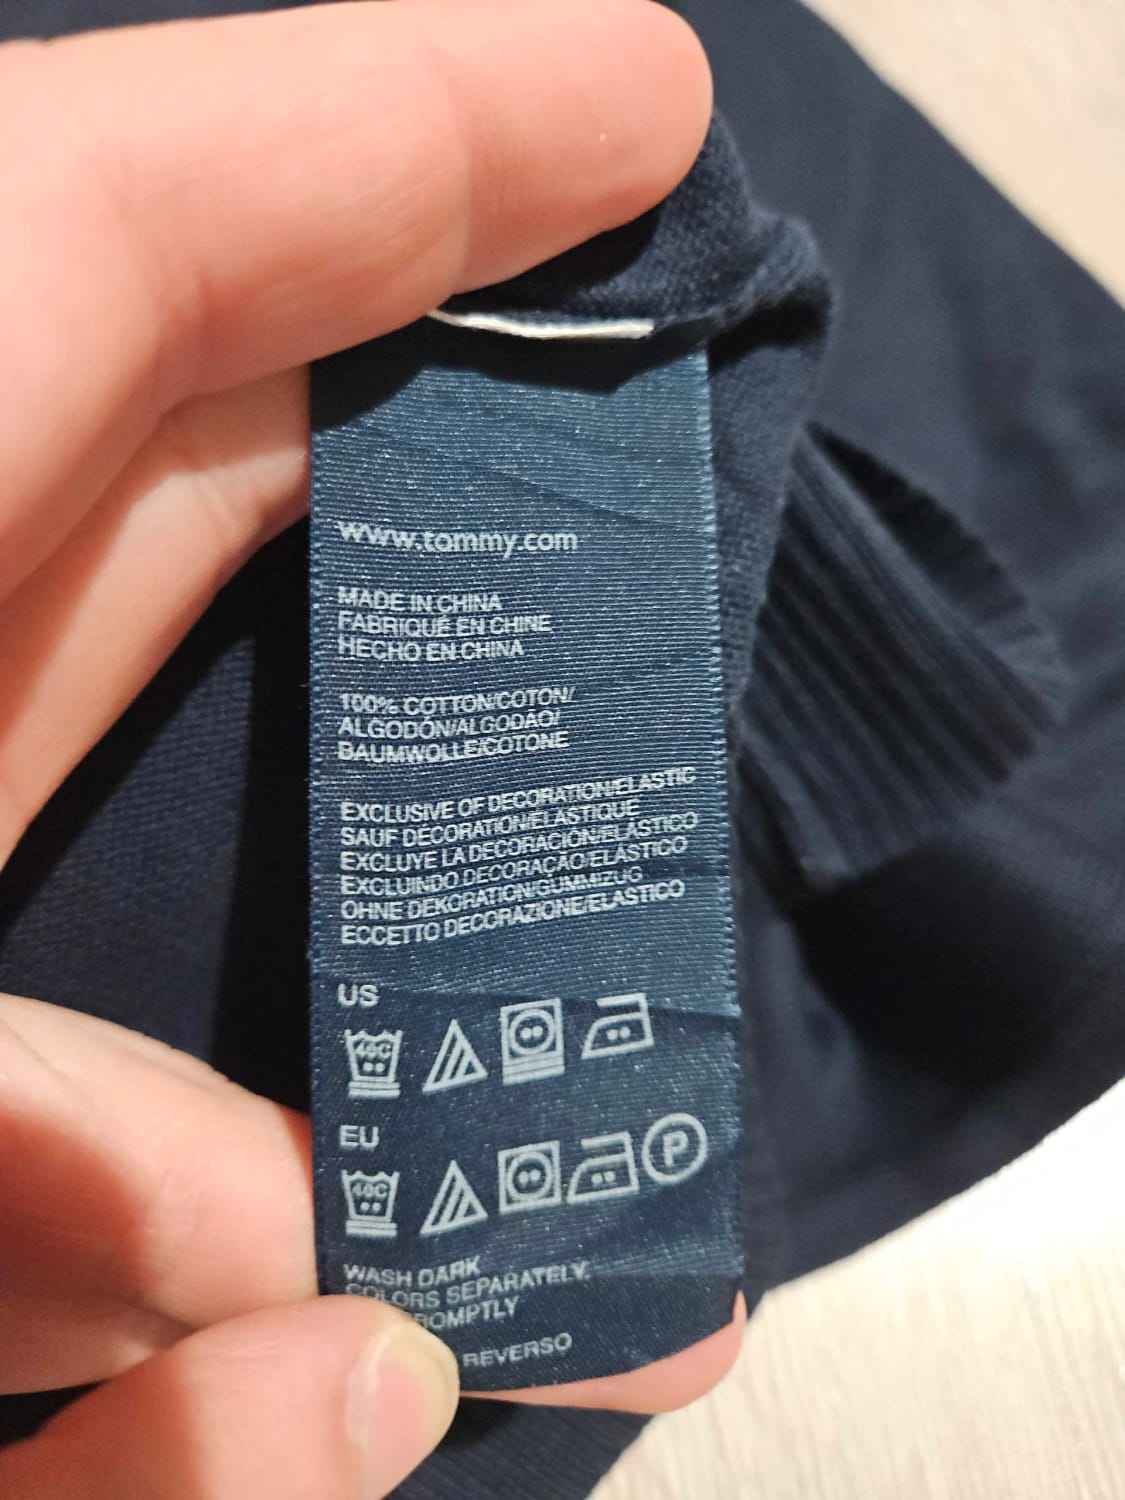 www.tommy.com
MADE IN CHINA
FABRIQUÉ EN CHINE
HECHO EN CHINA
100% COTTON/COTON/
ALGODÓN/ALGODÃO/
BAUMWOLLE/COTONE
EXCLUSIVE OF DECORATION/ELASTIC
SAUF DÉCORATION/ÉLASTIQUE
EXCLUYE LA DECORACIÓN/ELÁSTICO
EXCLUINDO DECORAÇÃO/ELÁSTICO
OHNE DEKORATION/GUMMIZUG
ECCETTO DECORAZIONE/ELASTICO
US
40C
EU
40C
P
WASH DARK
COLORS SEPARATELY.
PROMPTLY
REVERSO